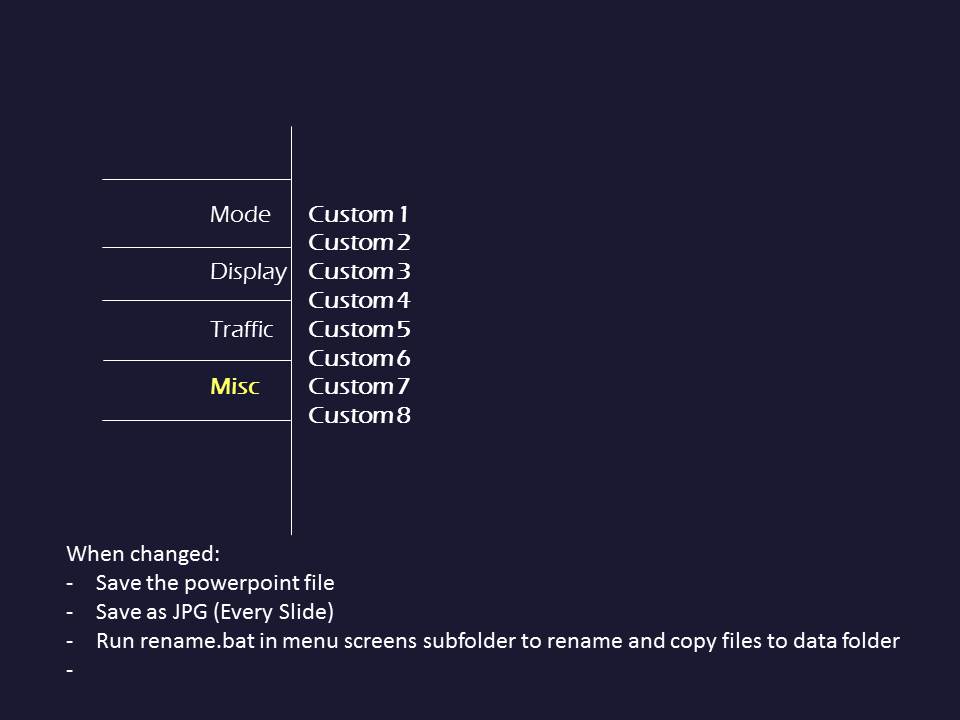 Mode
Display
Traffic
Misc
Custom 1
Custom 2
Custom 3
Custom 4
Custom 5
Custom 6
Custom 7
Custom 8
When changed:
- Save the powerpoint file
- Save as JPG (Every Slide)
- Run rename.bat in menu screens subfolder to rename and copy files to data folder
-